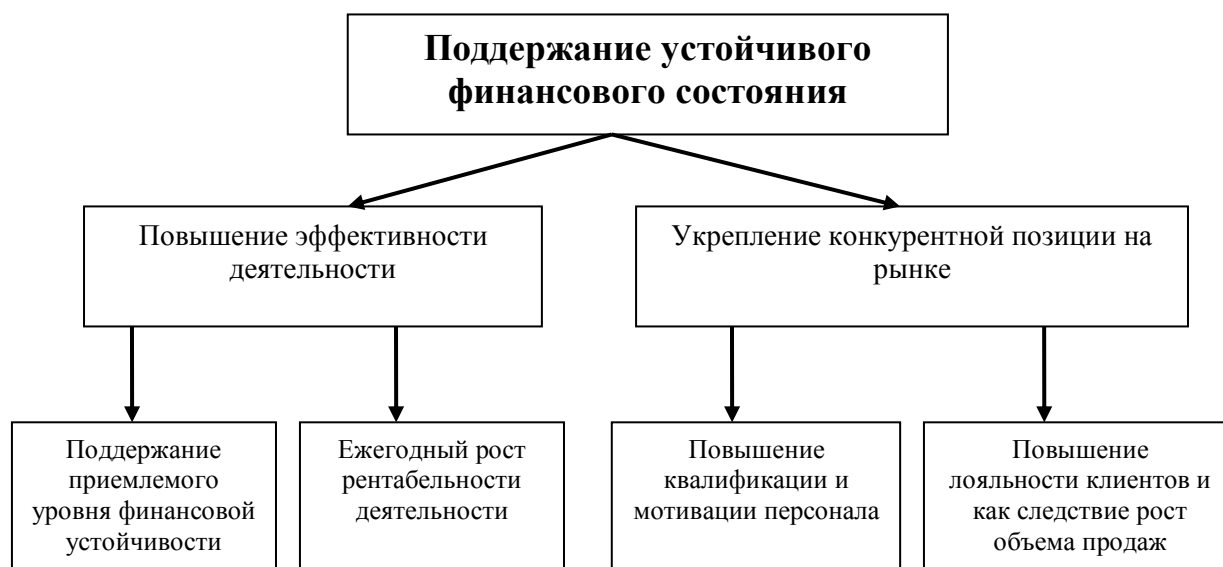 Поддержание устойчивого
финансового состояния
Повышение эффективности
деятельности
Укрепление конкурентной позиции на
рынке
Поддержание
приемлемого
уровня финансовой
устойчивости
Ежегодный рост
рентабельности
деятельности
Повышение
квалификации и
мотивации персонала
Повышение
лояльности клиентов и
как следствие рост
объема продаж